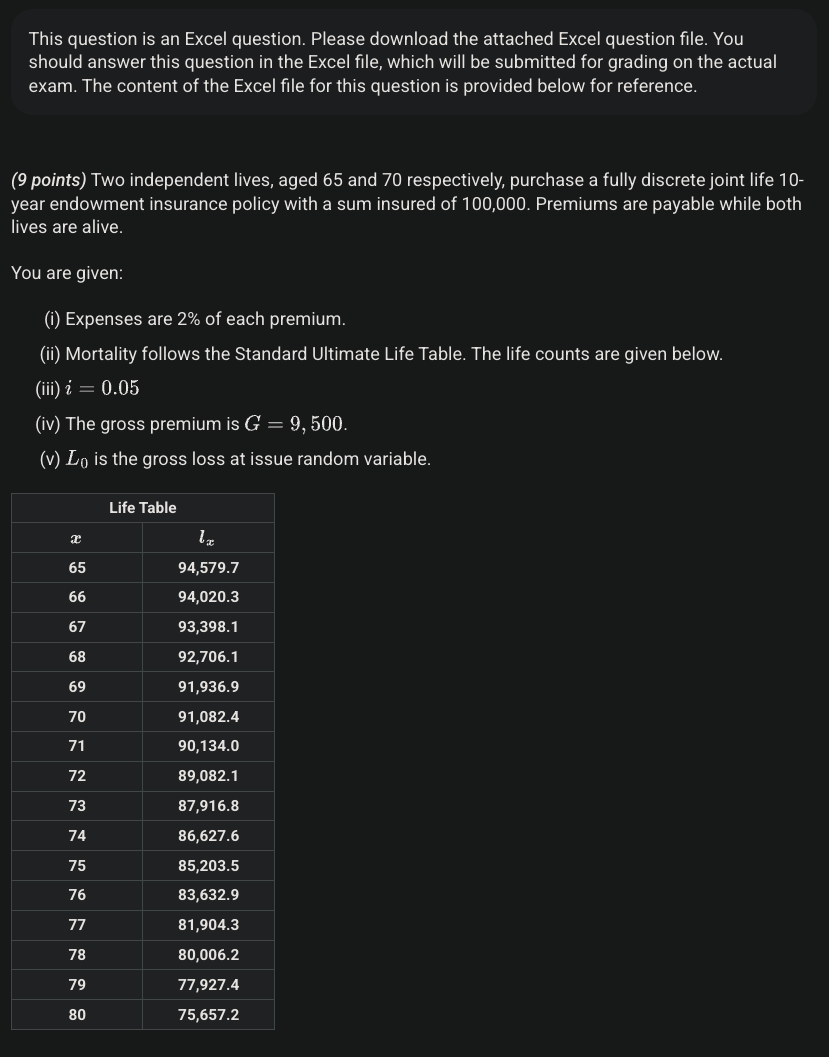 This question is an Excel question. Please download the attached Excel question file. You
should answer this question in the Excel file, which will be submitted for grading on the actual
exam. The content of the Excel file for this question is provided below for reference.
(9 points) Two independent lives, aged 65 and 70 respectively, purchase a fully discrete joint life 10-
year endowment insurance policy with a sum insured of 100,000. Premiums are payable while both
lives are alive.
You are given:
(i) Expenses are 2% of each premium.
(ii) Mortality follows the Standard Ultimate Life Table. The life counts are given below.
(iii) i = 0.05
(iv) The gross premium is G = 9, 500.
(v) L₀ is the gross loss at issue random variable.
Life Table
x lₓ
65 94,579.7
66 94,020.3
67 93,398.1
68 92,706.1
69 91,936.9
70 91,082.4
71 90,134.0
72 89,082.1
73 87,916.8
74 86,627.6
75 85,203.5
76 83,632.9
77 81,904.3
78 80,006.2
79 77,927.4
80 75,657.2